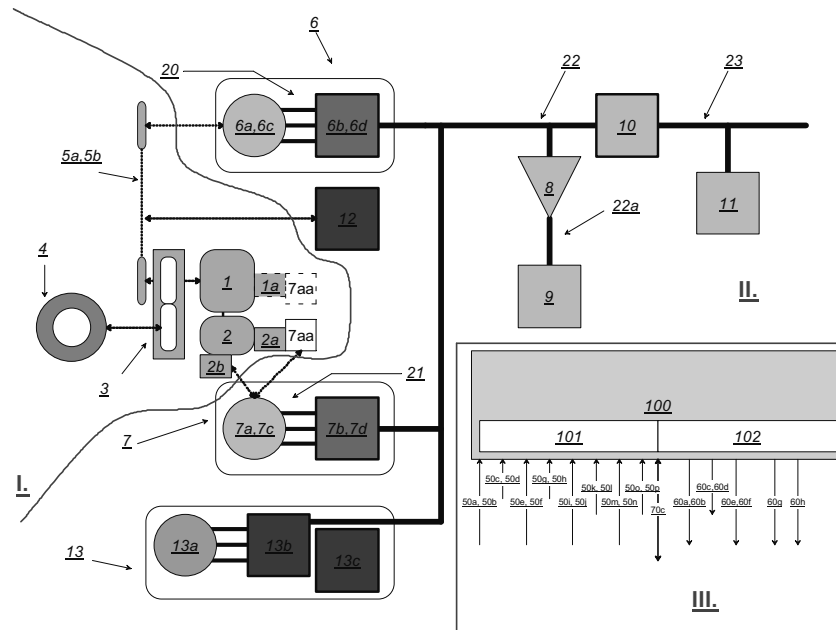 6
20
22
23
6a,6c
6b,6d
10
5a,5b
8
11
22a
12
4
II.
1
1a
7aa
9
2
2a
7aa
2b
3
21
100
7
7a,7c
7b,7d
101
102
I.
50c, 50d
50g, 50h
50k, 50l
50o, 50p
60c, 60d
50a, 50b
50e, 50f
50i, 50j
50m, 50n
70c
60a,60b
60e,60f
60g
60h
13
13a
13b
13c
III.